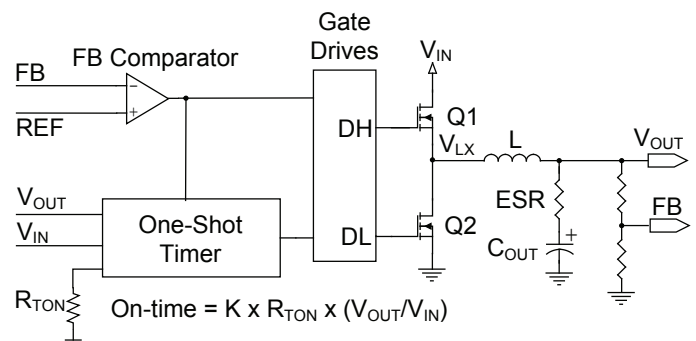 Gate
Drives
FB Comparator
FB
−
+
REF
V_IN
DH
Q1
V_LX
L
V_OUT
ESR
FB
+
C_OUT
V_OUT
V_IN
One-Shot
Timer
DL
Q2
R_TON
On-time = K x R_TON x (V_OUT/V_IN)